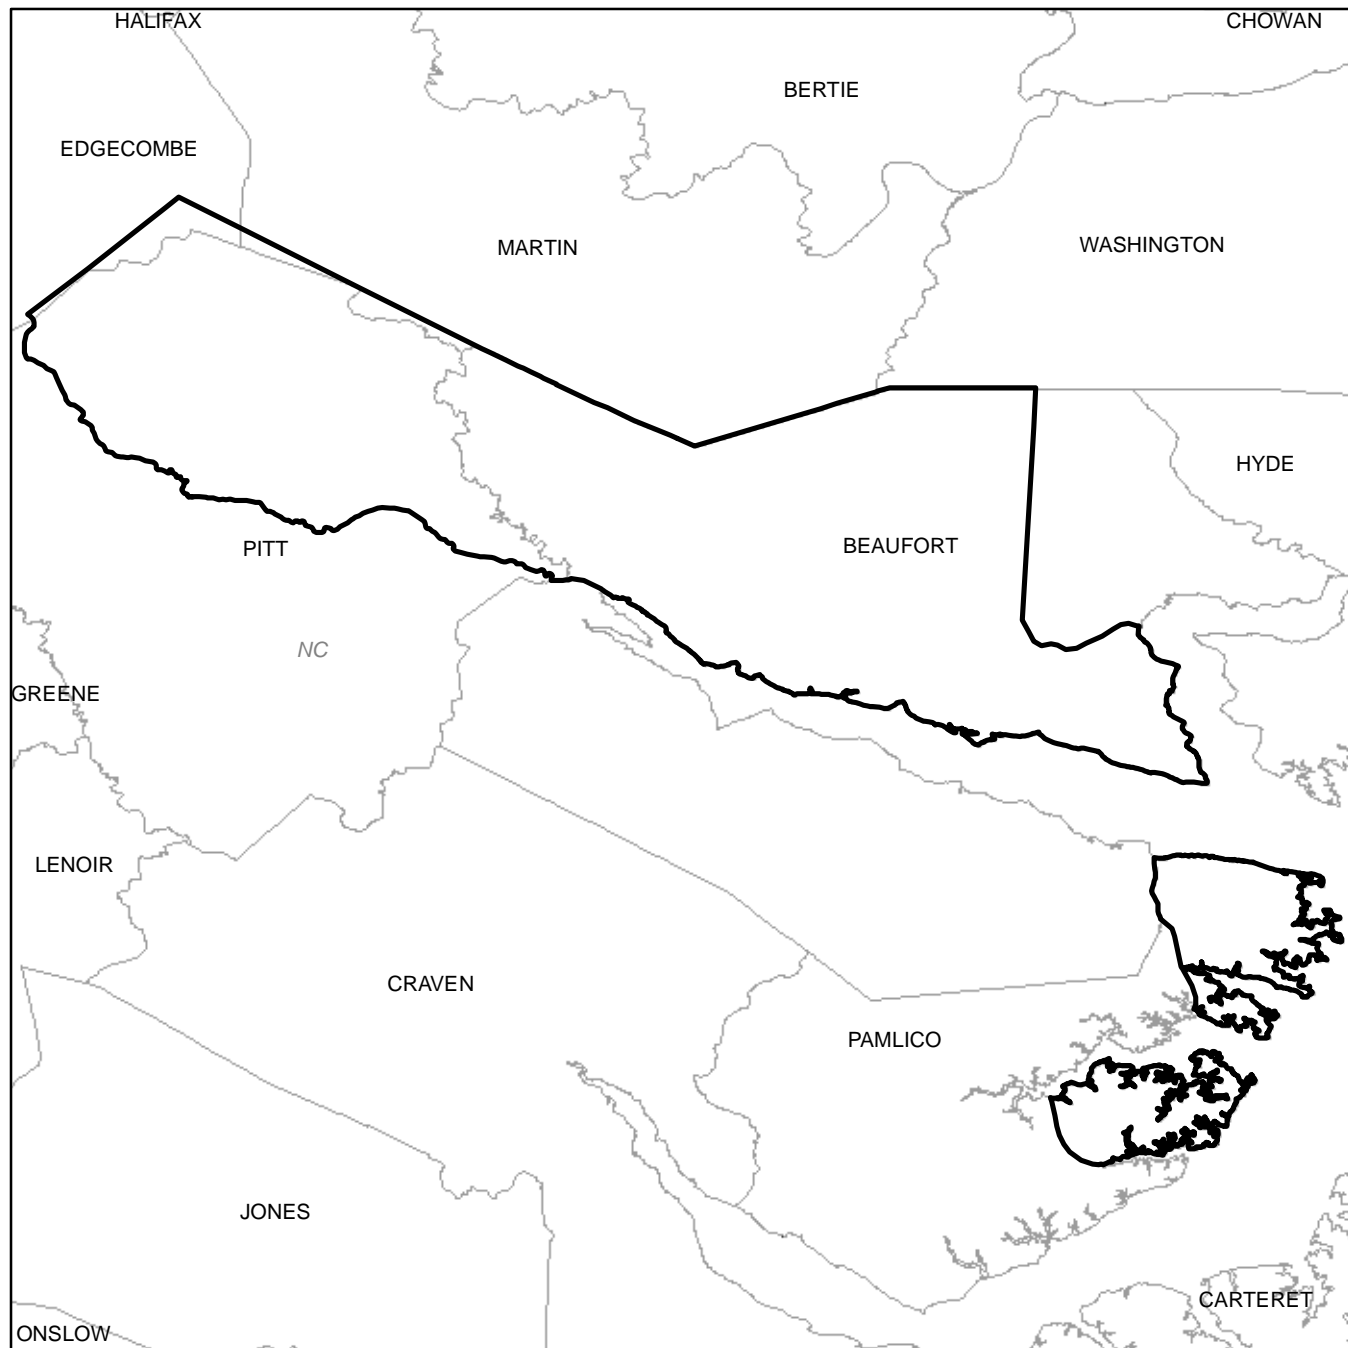 HALIFAX
CHOWAN
BERTIE
EDGECOMBE
MARTIN
WASHINGTON
HYDE
BEAUFORT
PITT
NC
GREENE
LENOIR
CRAVEN
PAMLICO
JONES
CARTERET
ONSLOW